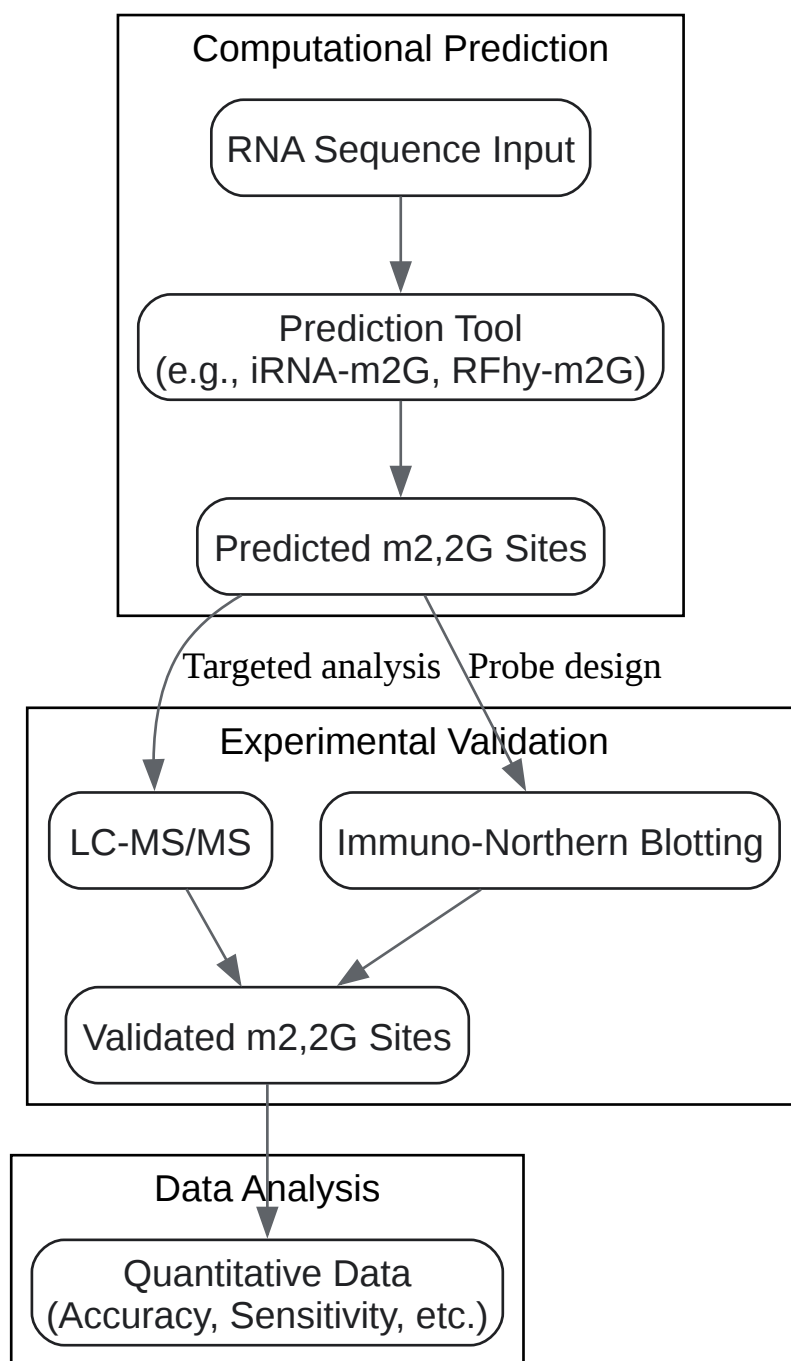 Computational Prediction
RNA Sequence Input
Prediction Tool
(e.g., iRNA-m2G, RFhy-m2G)
Predicted m2,2G Sites
Targeted analysis
Probe design
Experimental Validation
LC-MS/MS
Immuno-Northern Blotting
Validated m2,2G Sites
Data Analysis
Quantitative Data
(Accuracy, Sensitivity, etc.)